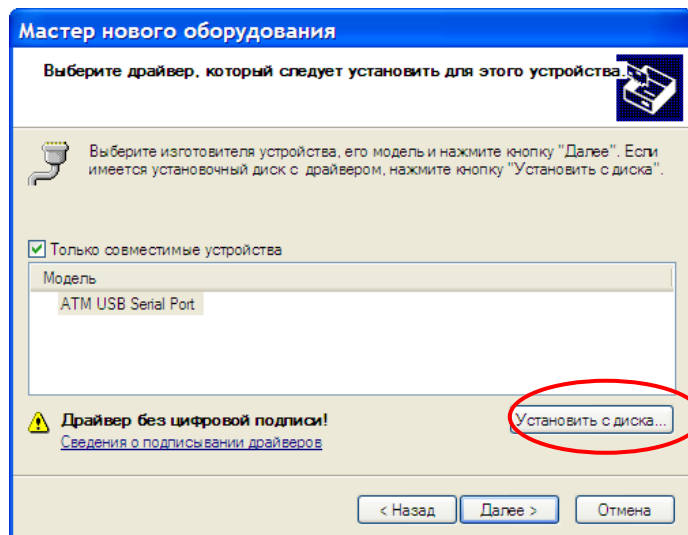 Мастер нового оборудования
Выберите драйвер, который следует установить для этого устройства.
Выберите изготовителя устройства, его модель и нажмите кнопку "Далее". Если
имеется установочный диск с драйвером, нажмите кнопку "Установить с диска".
Только совместимые устройства
Модель
ATM USB Serial Port
Драйвер без цифровой подписи!
Установить с диска...
Сведения о подписывании драйверов
< Назад
Далее >
Отмена